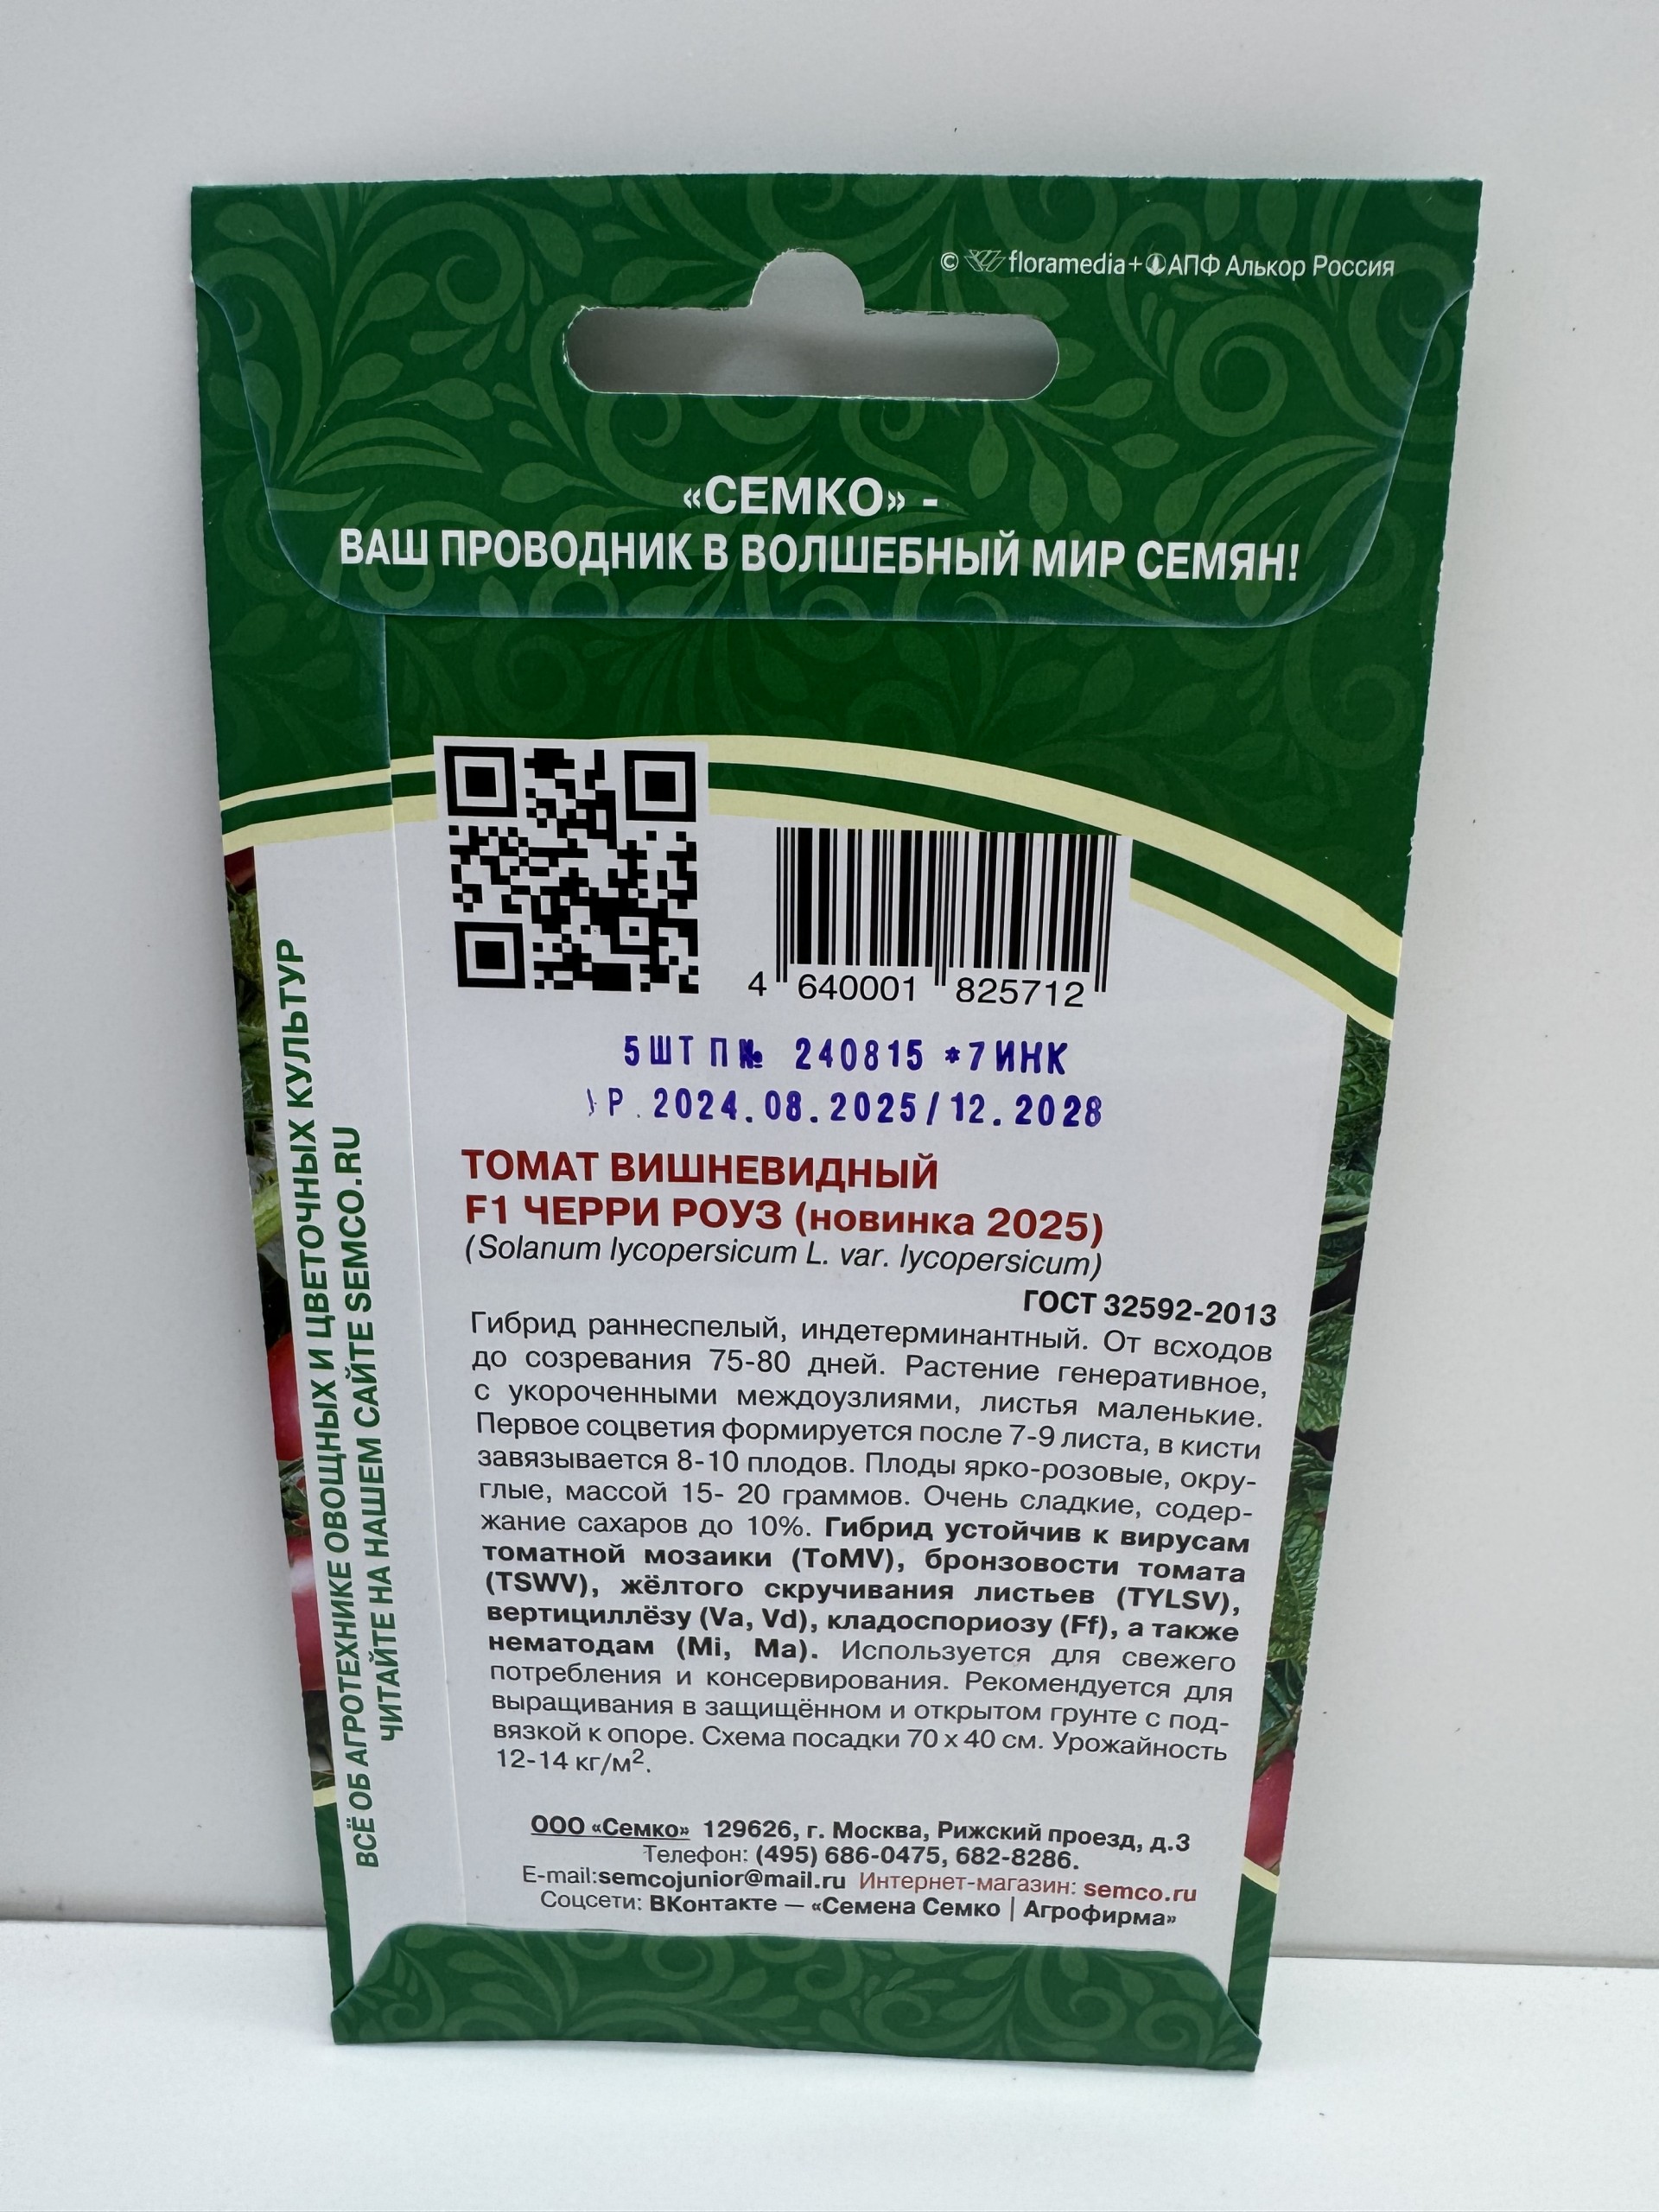 © floramedia+АПФ Алькор Россия
«СЕМКО» -
ВАШ ПРОВОДНИК В ВОЛШЕБНЫЙ МИР СЕМЯН!
4 640001 825712
5ШТ П№ 240815 *7ИНК
Р. 2024.08.2025/12.2028
ТОМАТ ВИШНЕВИДНЫЙ
F1 ЧЕРРИ РОУЗ (новинка 2025)
(Solanum lycopersicum L. var. lycopersicum)
ГОСТ 32592-2013
Гибрид раннеспелый, индетерминантный. От всходов
до созревания 75-80 дней. Растение генеративное,
с укороченными междоузлиями, листья маленькие.
Первое соцветия формируется после 7-9 листа, в кисти
завязывается 8-10 плодов. Плоды ярко-розовые, окру-
глые, массой 15- 20 граммов. Очень сладкие, содер-
жание сахаров до 10%. Гибрид устойчив к вирусам
томатной мозаики (ToMV), бронзовости томата
(TSWV), жёлтого скручивания листьев (TYLSV),
вертициллёзу (Va, Vd), кладоспориозу (Ff), а также
нематодам (Mi, Ma). Используется для свежего
потребления и консервирования. Рекомендуется для
выращивания в защищённом и открытом грунте с под-
вязкой к опоре. Схема посадки 70 х 40 см. Урожайность
12-14 кг/м².
ООО «Семко» 129626, г. Москва, Рижский проезд, д.3
Телефон: (495) 686-0475, 682-8286.
E-mail:semcojunior@mail.ru Интернет-магазин: semco.ru
Соцсети: ВКонтакте — «Семена Семко | Агрофирма»
ВСЁ ОБ АГРОТЕХНИКЕ ОВОЩНЫХ И ЦВЕТОЧНЫХ КУЛЬТУР
ЧИТАЙТЕ НА НАШЕМ САЙТЕ SEMCO.RU